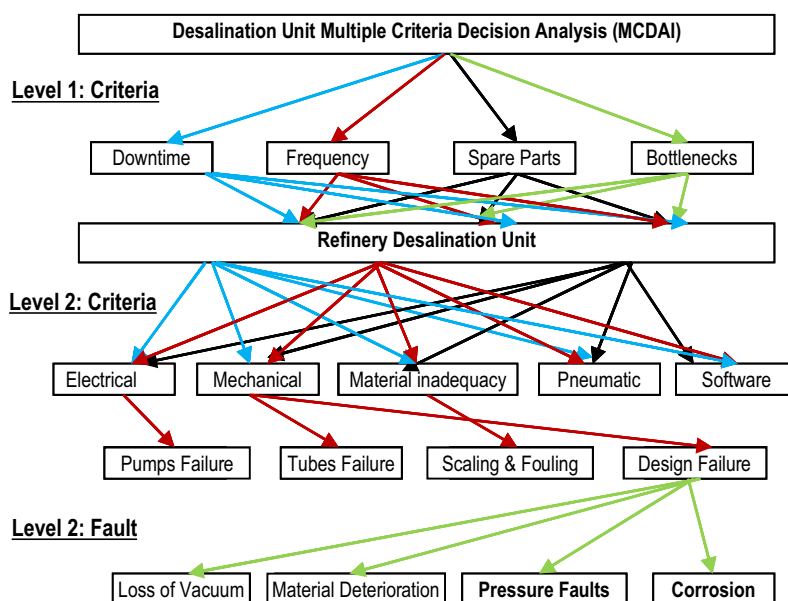 Desalination Unit Multiple Criteria Decision Analysis (MCDAI)
Level 1: Criteria
Downtime
Frequency
Spare Parts
Bottlenecks
Refinery Desalination Unit
Level 2: Criteria
Electrical
Mechanical
Material inadequacy
Pneumatic
Software
Pumps Failure
Tubes Failure
Scaling & Fouling
Design Failure
Level 2: Fault
Loss of Vacuum
Material Deterioration
Pressure Faults
Corrosion